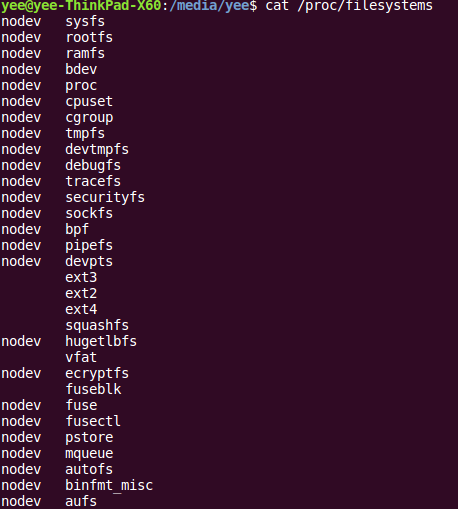 yee@yee-ThinkPad-X60:/media/yee$ cat /proc/filesystems
nodev	sysfs
nodev	rootfs
nodev	ramfs
nodev	bdev
nodev	proc
nodev	cpuset
nodev	cgroup
nodev	tmpfs
nodev	devtmpfs
nodev	debugfs
nodev	tracefs
nodev	securityfs
nodev	sockfs
nodev	bpf
nodev	pipefs
nodev	devpts
	ext3
	ext2
	ext4
	squashfs
nodev	hugetlbfs
	vfat
nodev	ecryptfs
	fuseblk
nodev	fuse
nodev	fusectl
nodev	pstore
nodev	mqueue
nodev	autofs
nodev	binfmt_misc
nodev	aufs